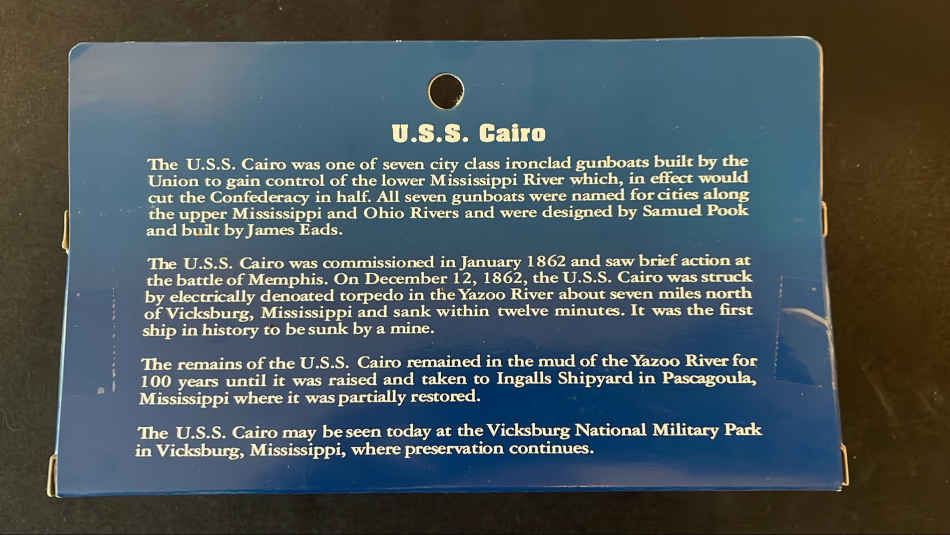 U.S.S. Cairo
The U.S.S. Cairo was one of seven city class ironclad gunboats built by the
Union to gain control of the lower Mississippi River which, in effect would
cut the Confederacy in half. All seven gunboats were named for cities along
the upper Mississippi and Ohio Rivers and were designed by Samuel Pook
and built by James Eads.
The U.S.S. Cairo was commissioned in January 1862 and saw brief action at
the battle of Memphis. On December 12, 1862, the U.S.S. Cairo was struck
by electrically denoated torpedo in the Yazoo River about seven miles north
of Vicksburg, Mississippi and sank within twelve minutes. It was the first
ship in history to be sunk by a mine.
The remains of the U.S.S. Cairo remained in the mud of the Yazoo River for
100 years until it was raised and taken to Ingalls Shipyard in Pascagoula,
Mississippi where it was partially restored.
The U.S.S. Cairo may be seen today at the Vicksburg National Military Park
in Vicksburg, Mississippi, where preservation continues.